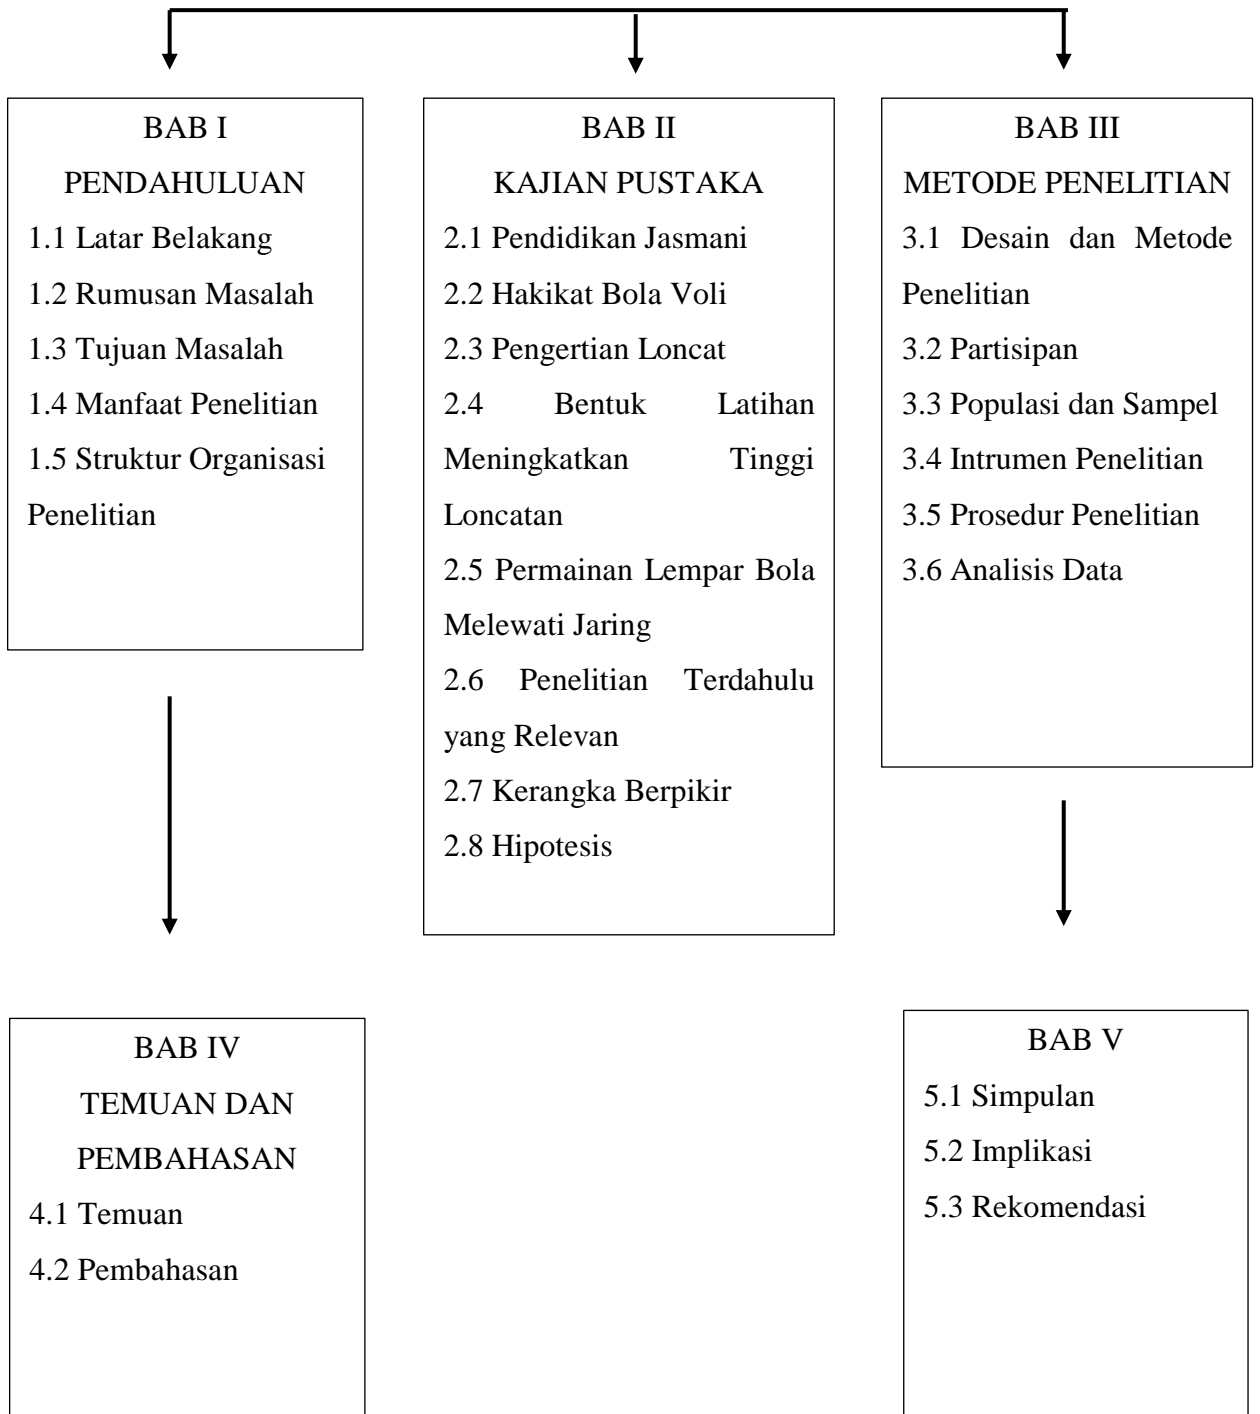 BAB I
PENDAHULUAN
1.1 Latar Belakang
1.2 Rumusan Masalah
1.3 Tujuan Masalah
1.4 Manfaat Penelitian
1.5 Struktur Organisasi
Penelitian
BAB II
KAJIAN PUSTAKA
2.1 Pendidikan Jasmani
2.2 Hakikat Bola Voli
2.3 Pengertian Loncat
2.4 Bentuk Latihan
Meningkatkan Tinggi
Loncatan
2.5 Permainan Lempar Bola
Melewati Jaring
2.6 Penelitian Terdahulu
yang Relevan
2.7 Kerangka Berpikir
2.8 Hipotesis
BAB III
METODE PENELITIAN
3.1 Desain dan Metode
Penelitian
3.2 Partisipan
3.3 Populasi dan Sampel
3.4 Intrumen Penelitian
3.5 Prosedur Penelitian
3.6 Analisis Data
BAB IV
TEMUAN DAN
PEMBAHASAN
4.1 Temuan
4.2 Pembahasan
BAB V
5.1 Simpulan
5.2 Implikasi
5.3 Rekomendasi